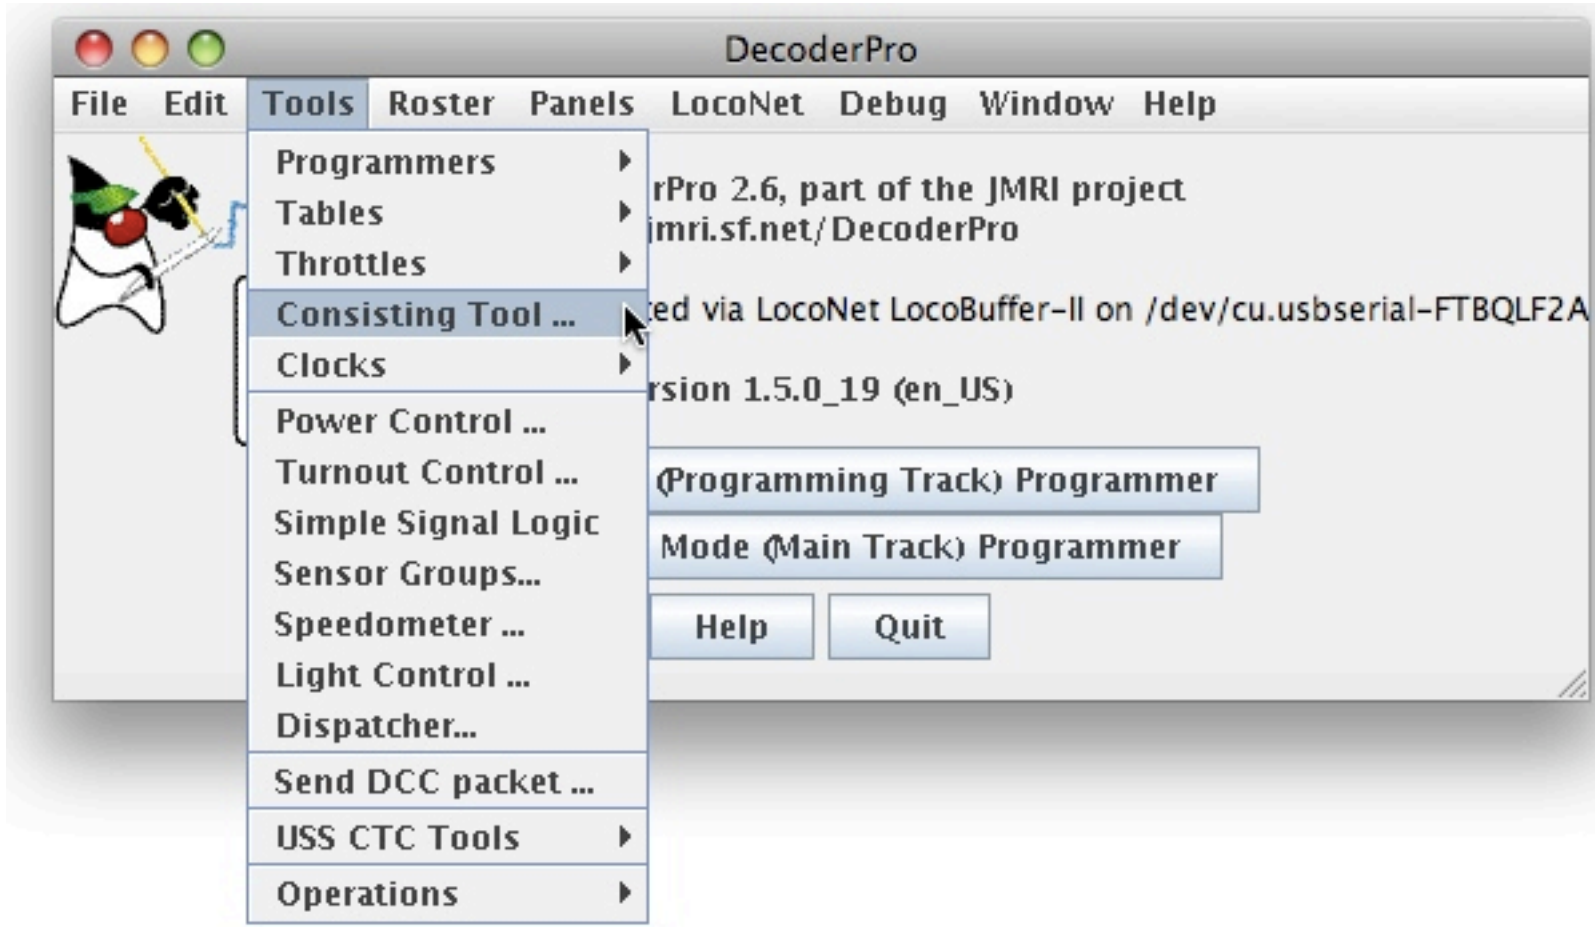 DecoderPro
File Edit Tools Roster Panels LocoNet Debug Window Help
Programmers
Tables
Throttles
Consisting Tool ...
Clocks
Power Control ...
Turnout Control ...
Simple Signal Logic
Sensor Groups...
Speedometer ...
Light Control ...
Dispatcher...
Send DCC packet ...
USS CTC Tools
Operations
rPro 2.6, part of the JMRI project
jmri.sf.net/DecoderPro
ted via LocoNet LocoBuffer-II on /dev/cu.usbserial-FTBQLF2A
rsion 1.5.0_19 (en_US)
(Programming Track) Programmer
Mode (Main Track) Programmer
Help Quit